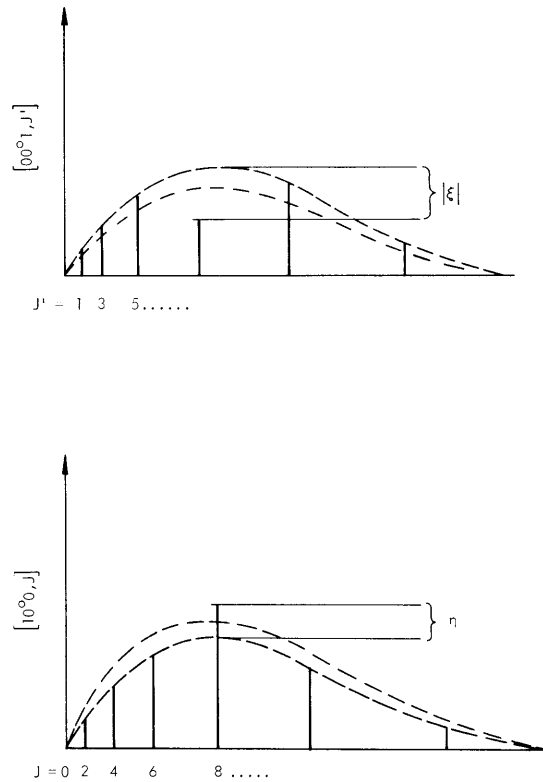 [00°1,J']
|ξ|
J' = 1 3 5......
[10°0,J]
η
J = 0 2 4 6 8 .....